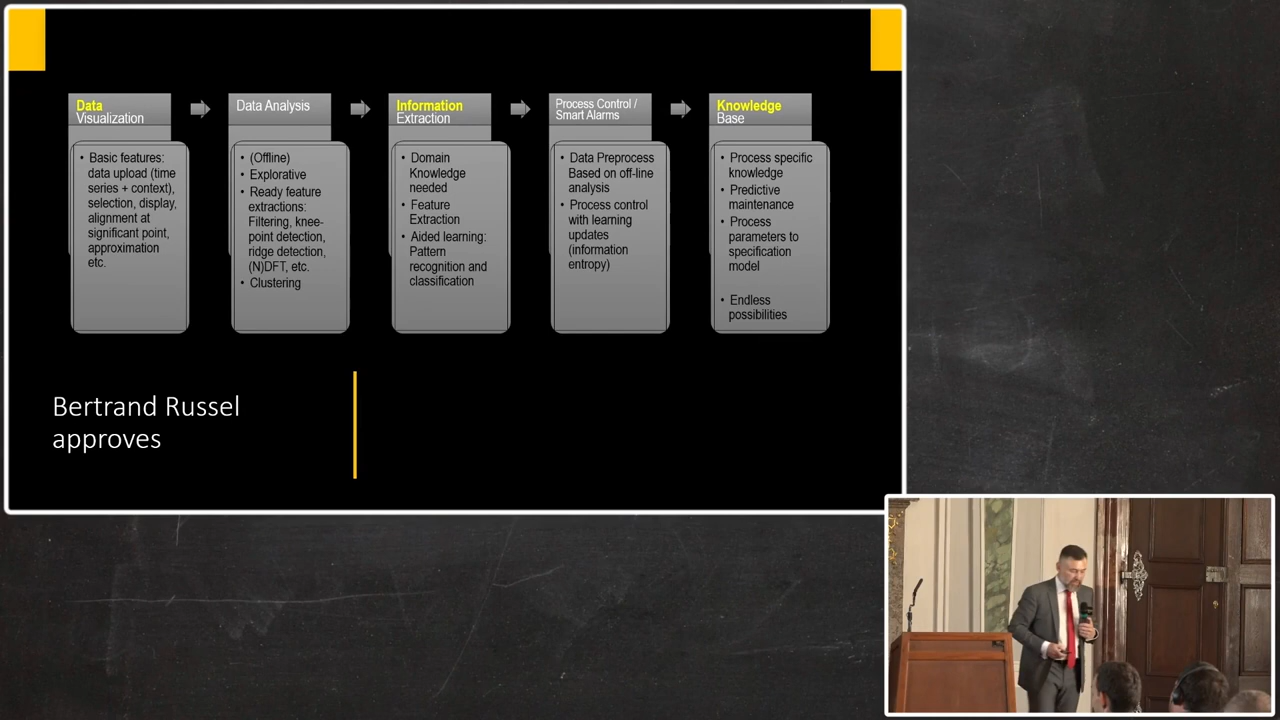 Data
Visualization
• Basic features:
data upload (time
series + context),
selection, display,
alignment at
significant point,
approximation
etc.
Data Analysis
• (Offline)
• Explorative
• Ready feature
extractions:
Filtering, knee-
point detection,
ridge detection,
(N)DFT, etc.
• Clustering
Information
Extraction
• Domain
Knowledge
needed
• Feature
Extraction
• Aided learning:
Pattern
recognition and
classification
Process Control /
Smart Alarms
• Data Preprocess
Based on off-line
analysis
• Process control
with learning
updates
(information
entropy)
Knowledge
Base
• Process specific
knowledge
• Predictive
maintenance
• Process
parameters to
specification
model
• Endless
possibilities
Bertrand Russel
approves